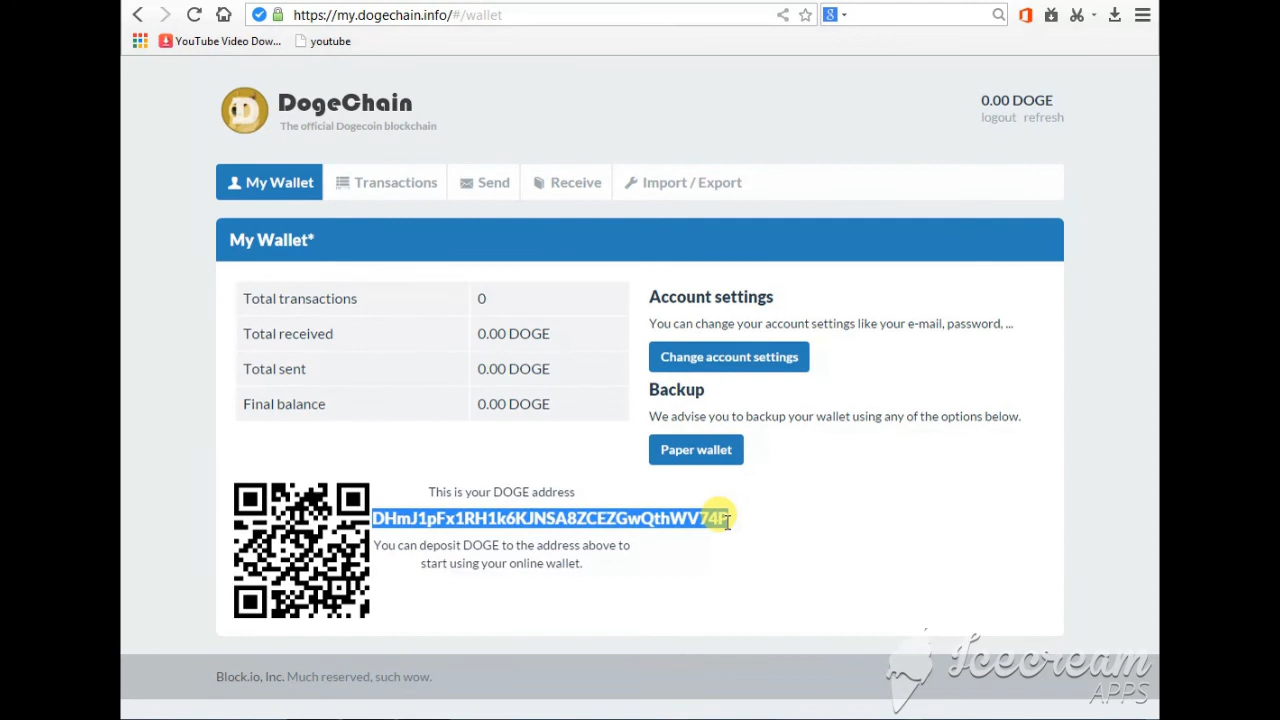 https://my.dogechain.info/#/wallet
YouTube Video Dow...
youtube
DogeChain
The official Dogecoin blockchain
0.00 DOGE
logout refresh
My Wallet
Transactions
Send
Receive
Import / Export
My Wallet*
Total transactions 0
Total received 0.00 DOGE
Total sent 0.00 DOGE
Final balance 0.00 DOGE
Account settings
You can change your account settings like your e-mail, password, ...
Change account settings
Backup
We advise you to backup your wallet using any of the options below.
Paper wallet
This is your DOGE address
DHmJ1pFx1RH1k6KJNSA8ZCEZGwQthWV74F
You can deposit DOGE to the address above to
start using your online wallet.
Block.io, Inc. Much reserved, such wow.
Icecream
APPS